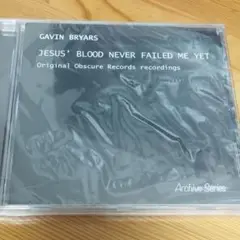 GAVIN BRYARS
JESUS' BLOOD NEVER FAILED ME YET
Original Obscure Records recordings
Archive Series